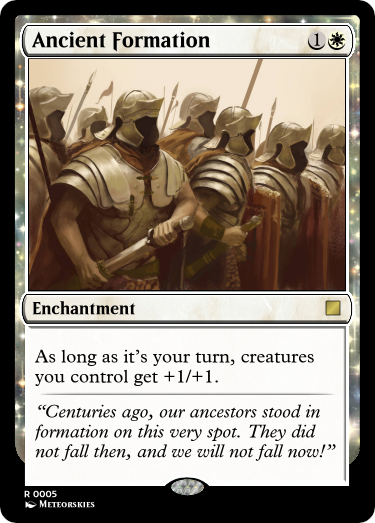 Ancient Formation 1
Enchantment
As long as it's your turn, creatures
you control get +1/+1.
“Centuries ago, our ancestors stood in
formation on this very spot. They did
not fall then, and we will not fall now!”
R 0005
Meteorskies